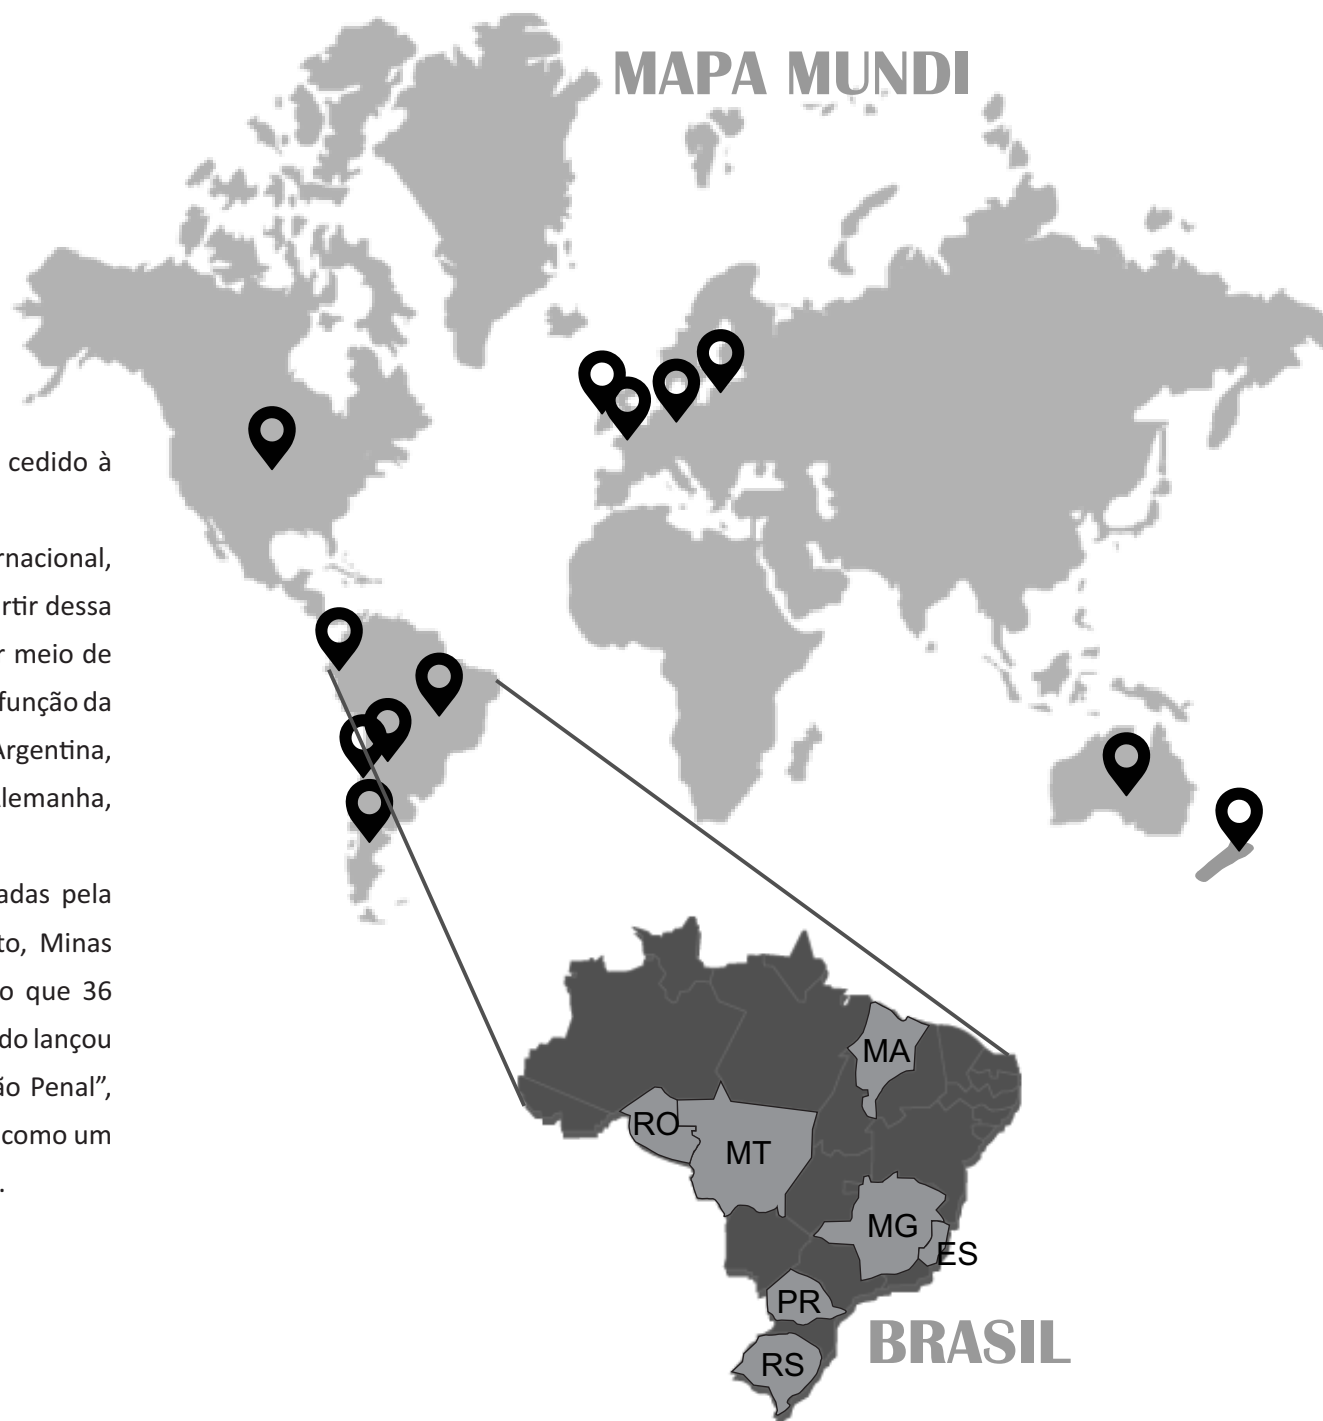 MAPA MUNDI
cedido à
rnacional,
rtir dessa
r meio de
função da
Argentina,
Alemanha,
adas pela
to, Minas
o que 36
do lançou
ão Penal”,
como um
.
MA
RO
MT
MG
ES
PR
RS
BRASIL